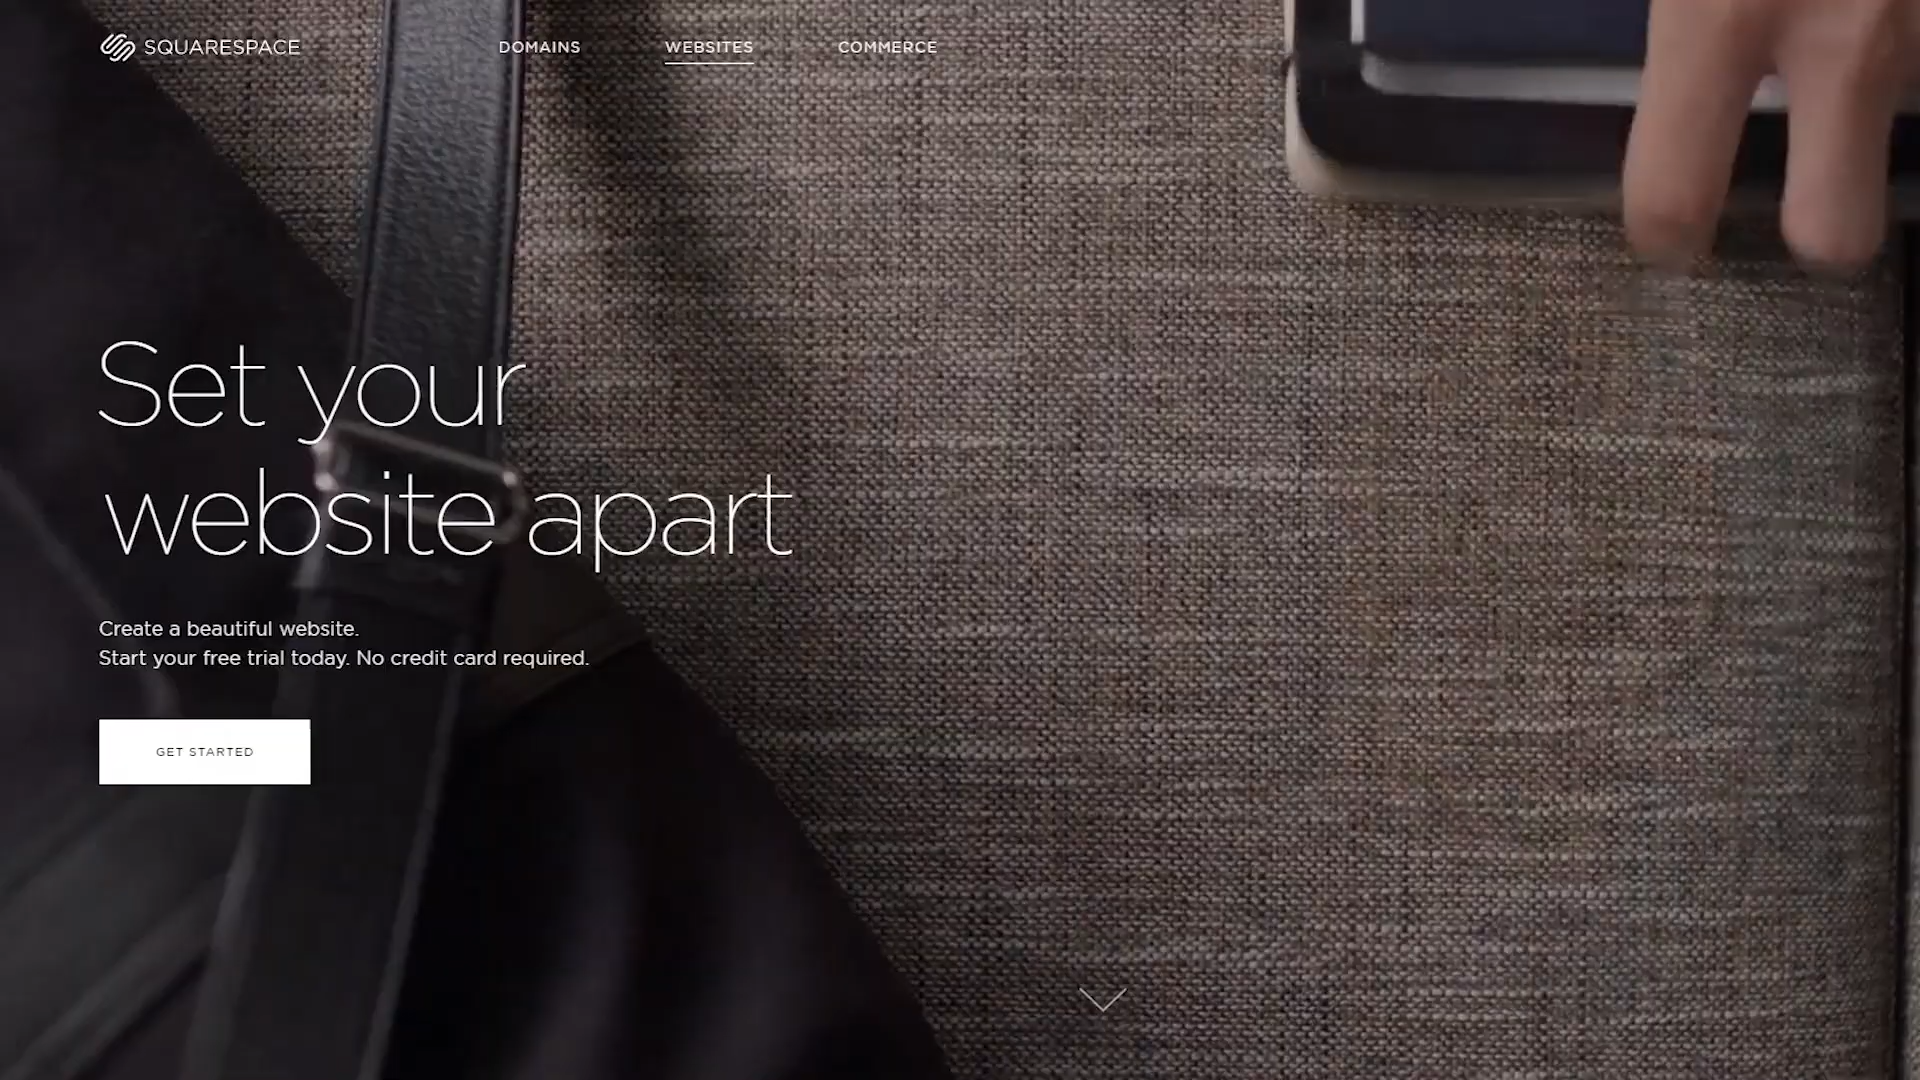 SQUARESPACE
DOMAINS
WEBSITES
COMMERCE
Set your
website apart
Create a beautiful website.
Start your free trial today. No credit card required.
GET STARTED